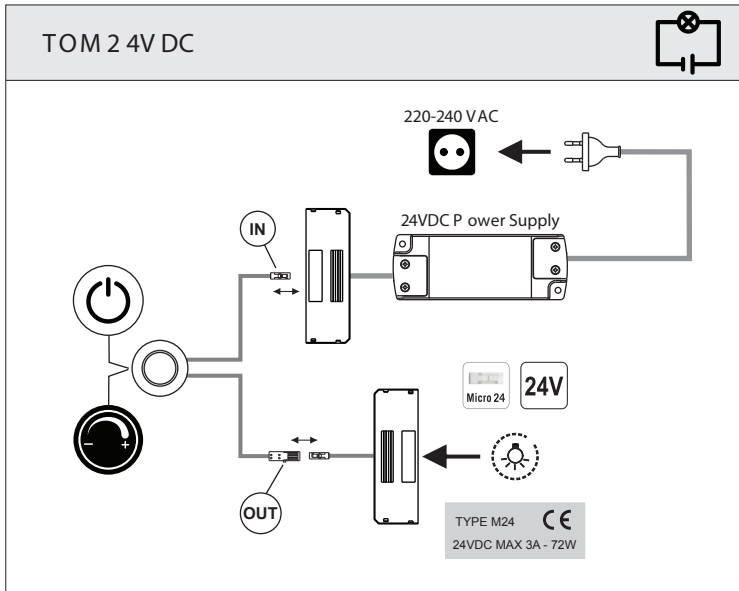 TOM 2 4V DC
220-240 VAC
24VDC P ower Supply
IN
- +
Micro 24
24V
OUT
TYPE M24 CE
24VDC MAX 3A - 72W